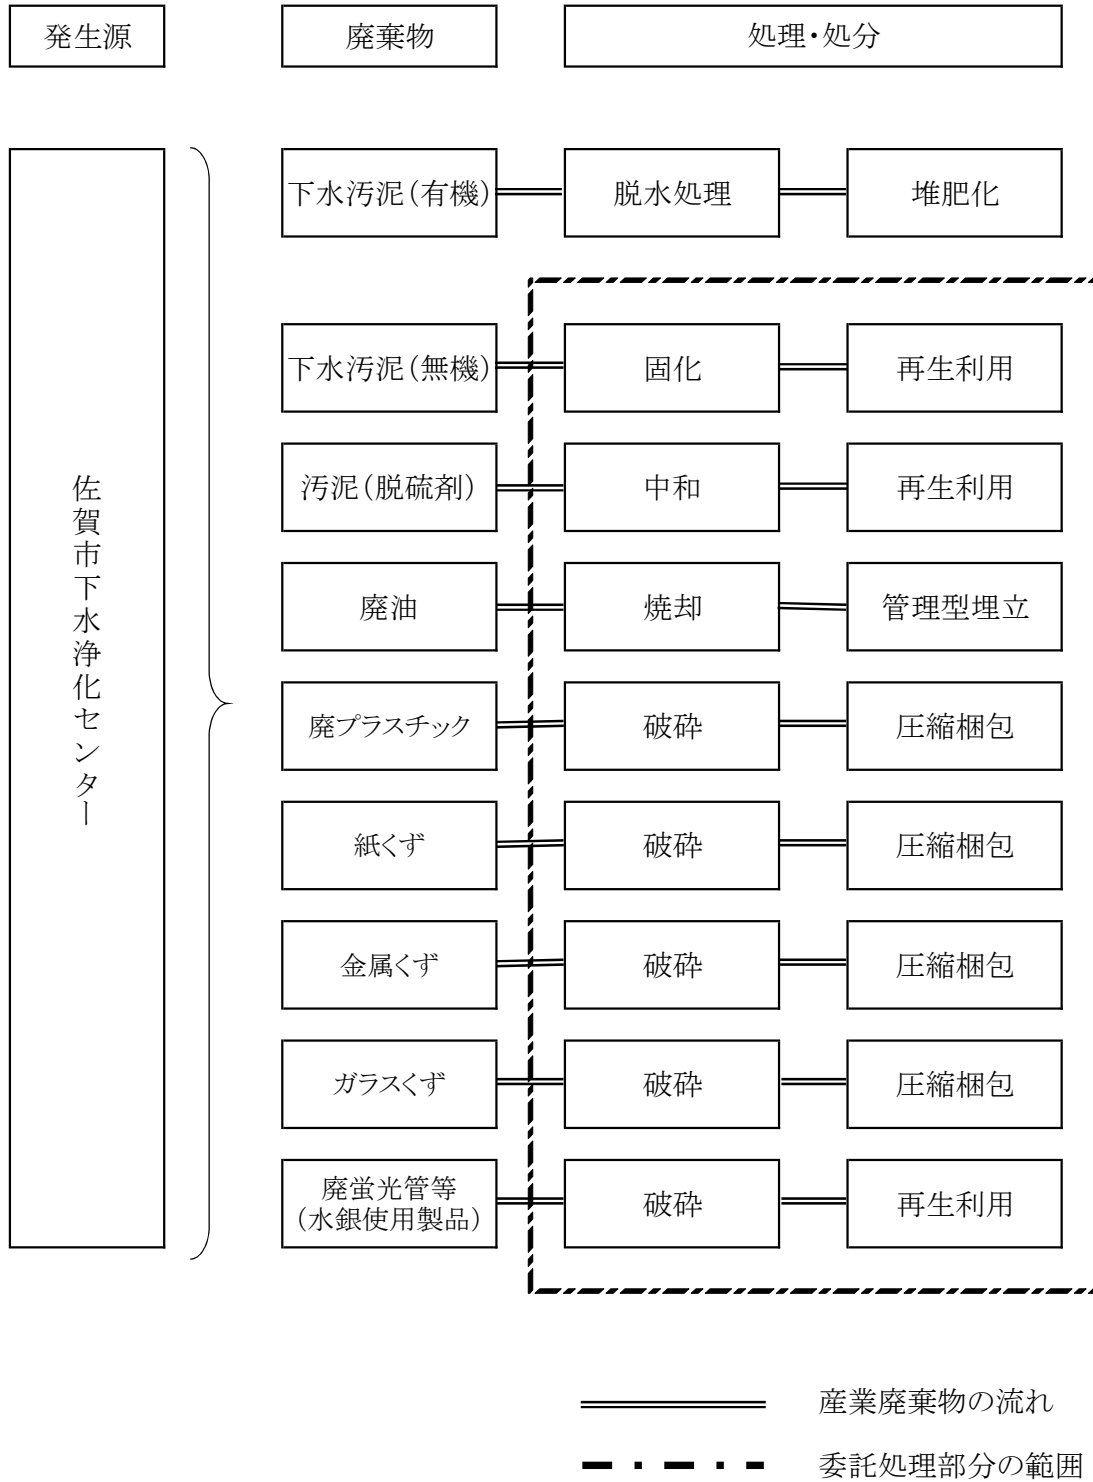 発生源
廃棄物
処理・処分
佐賀市下水浄化センター
下水汚泥（有機）
脱水処理
堆肥化
下水汚泥（無機）
固化
再生利用
汚泥（脱硫剤）
中和
再生利用
廃油
焼却
管理型埋立
廃プラスチック
破砕
圧縮梱包
紙くず
破砕
圧縮梱包
金属くず
破砕
圧縮梱包
ガラスくず
破砕
圧縮梱包
廃蛍光管等
（水銀使用製品）
破砕
再生利用
産業廃棄物の流れ
委託処理部分の範囲